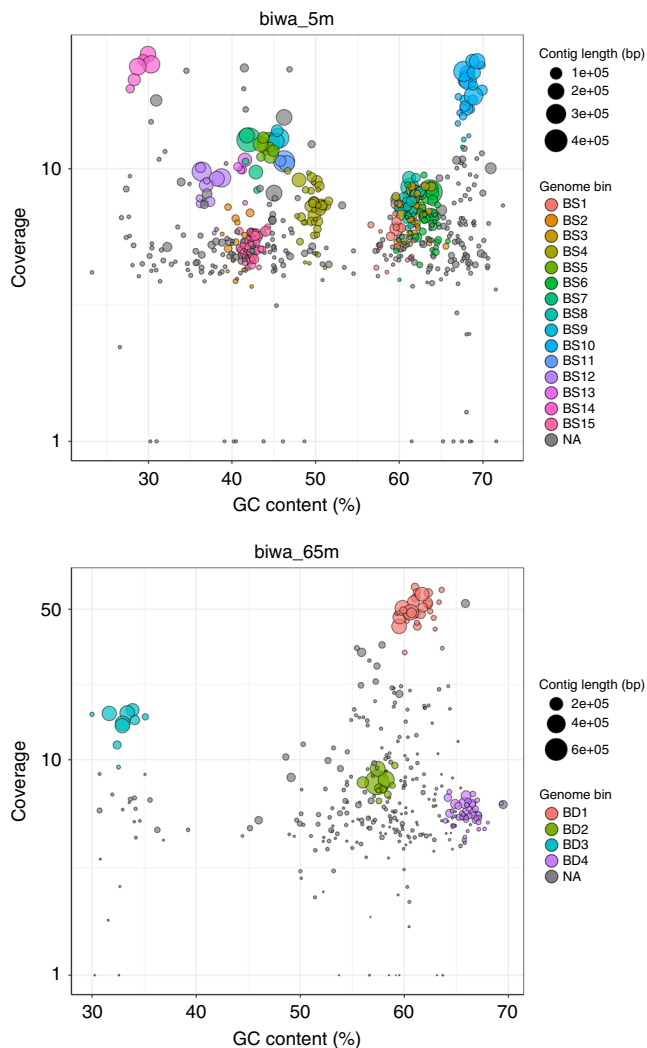 biwa_5m
Coverage
10
1
30
40
50
60
70
GC content (%)
Contig length (bp)
1e+05
2e+05
3e+05
4e+05
Genome bin
BS1
BS2
BS3
BS4
BS5
BS6
BS7
BS8
BS9
BS10
BS11
BS12
BS13
BS14
BS15
NA
biwa_65m
Coverage
50
10
1
30
40
50
60
70
GC content (%)
Contig length (bp)
2e+05
4e+05
6e+05
Genome bin
BD1
BD2
BD3
BD4
NA